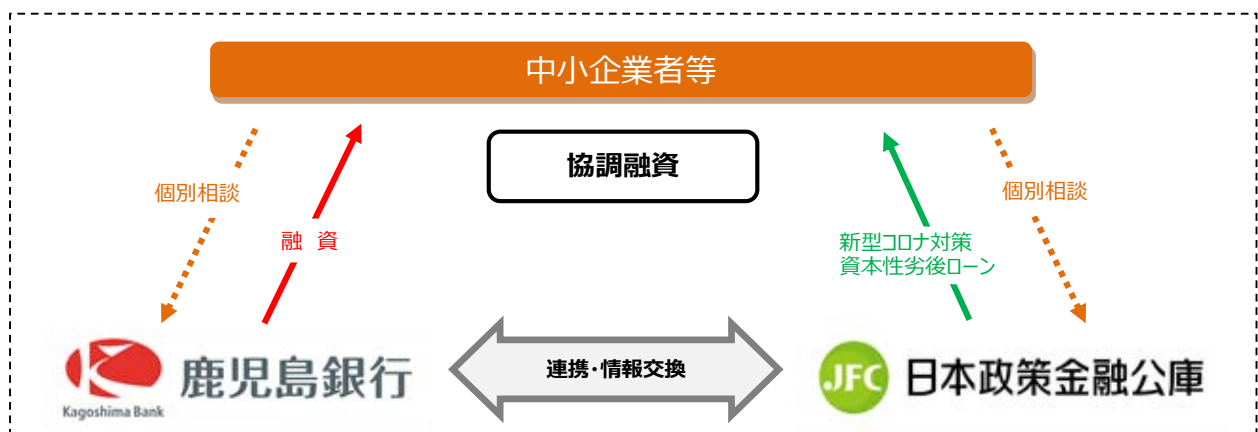 中小企業者等
協調融資
個別相談
融 資
新型コロナ対策
資本性劣後ローン
個別相談
鹿児島銀行
Kagoshima Bank
連携・情報交換
JFC 日本政策金融公庫